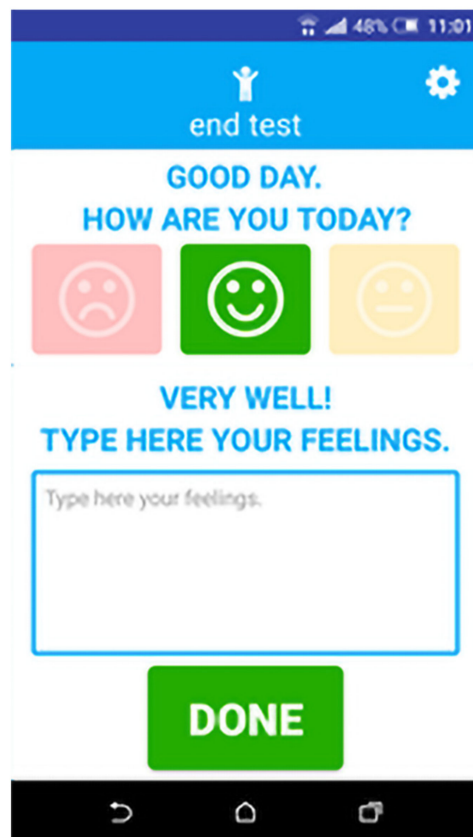 48% 11:01
end test
GOOD DAY.
HOW ARE YOU TODAY?
VERY WELL!
TYPE HERE YOUR FEELINGS.
Type here your feelings.
DONE